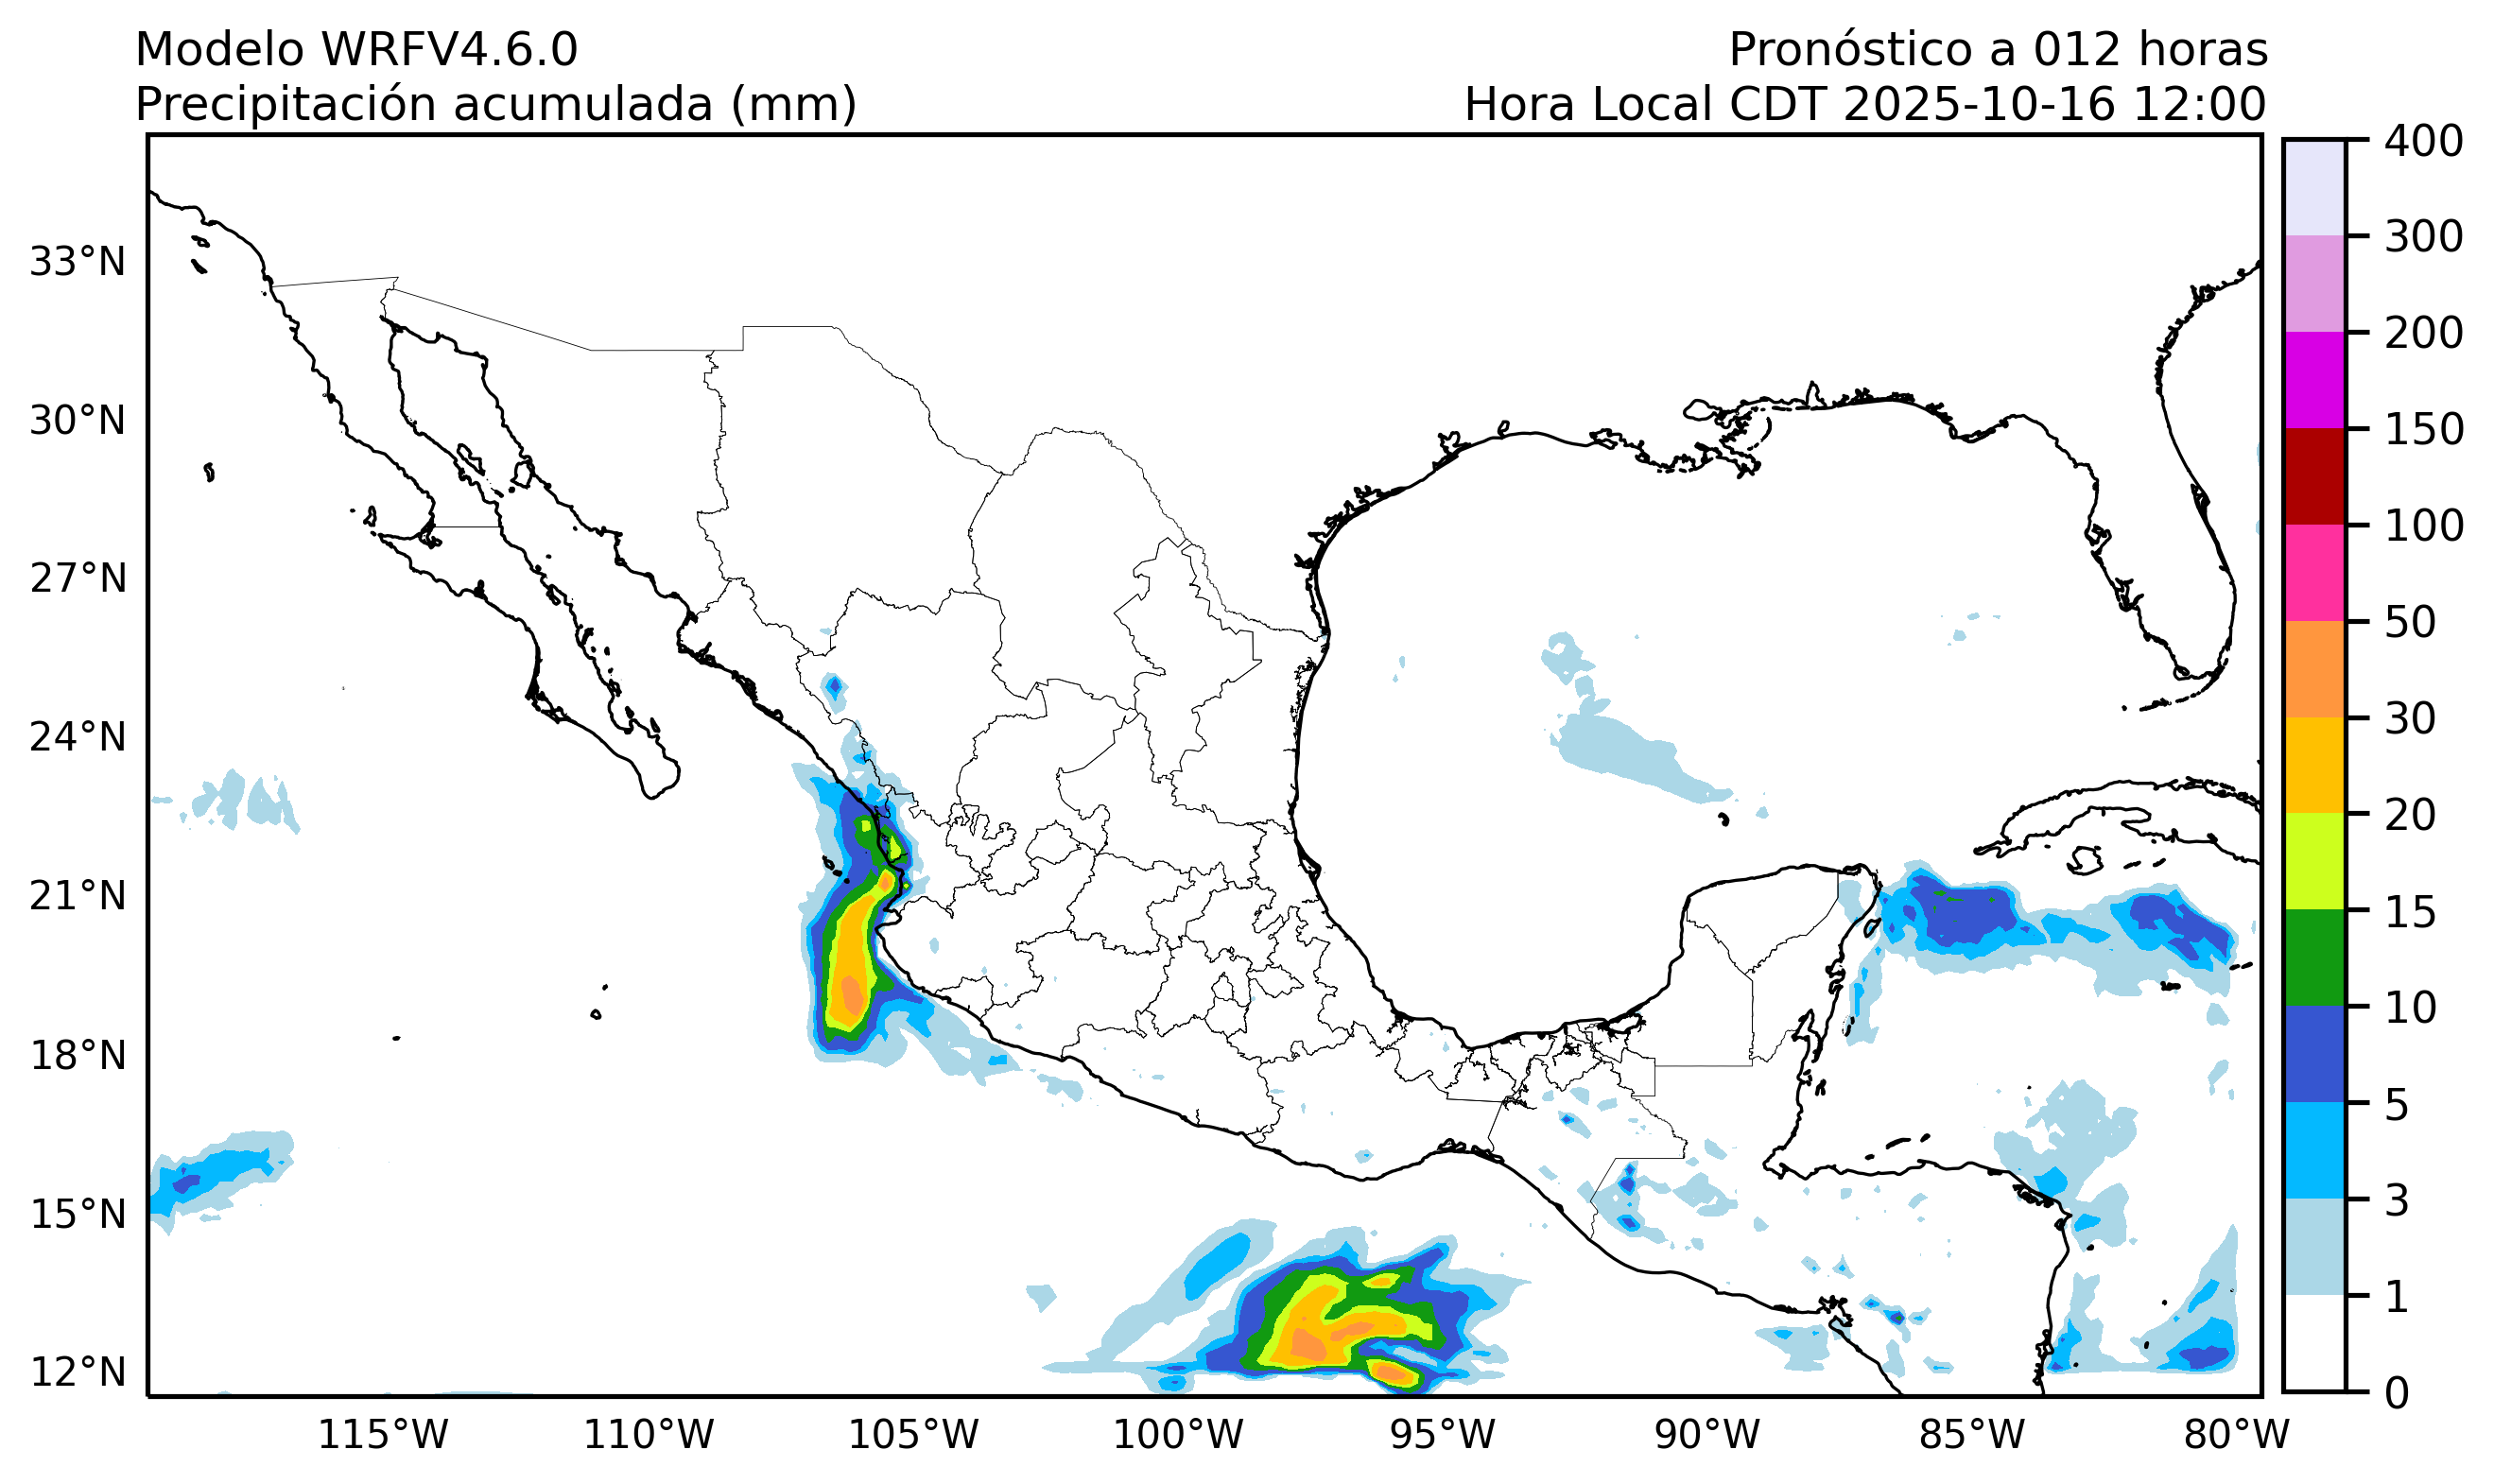 Modelo WRFV4.6.0
Pronóstico a 012 horas
Precipitación acumulada (mm)
Hora Local CDT 2025-10-16 12:00
33°N
30°N
27°N
24°N
21°N
18°N
15°N
12°N
115°W
110°W
105°W
100°W
95°W
90°W
85°W
80°W
400
300
200
150
100
50
30
20
15
10
5
3
1
0